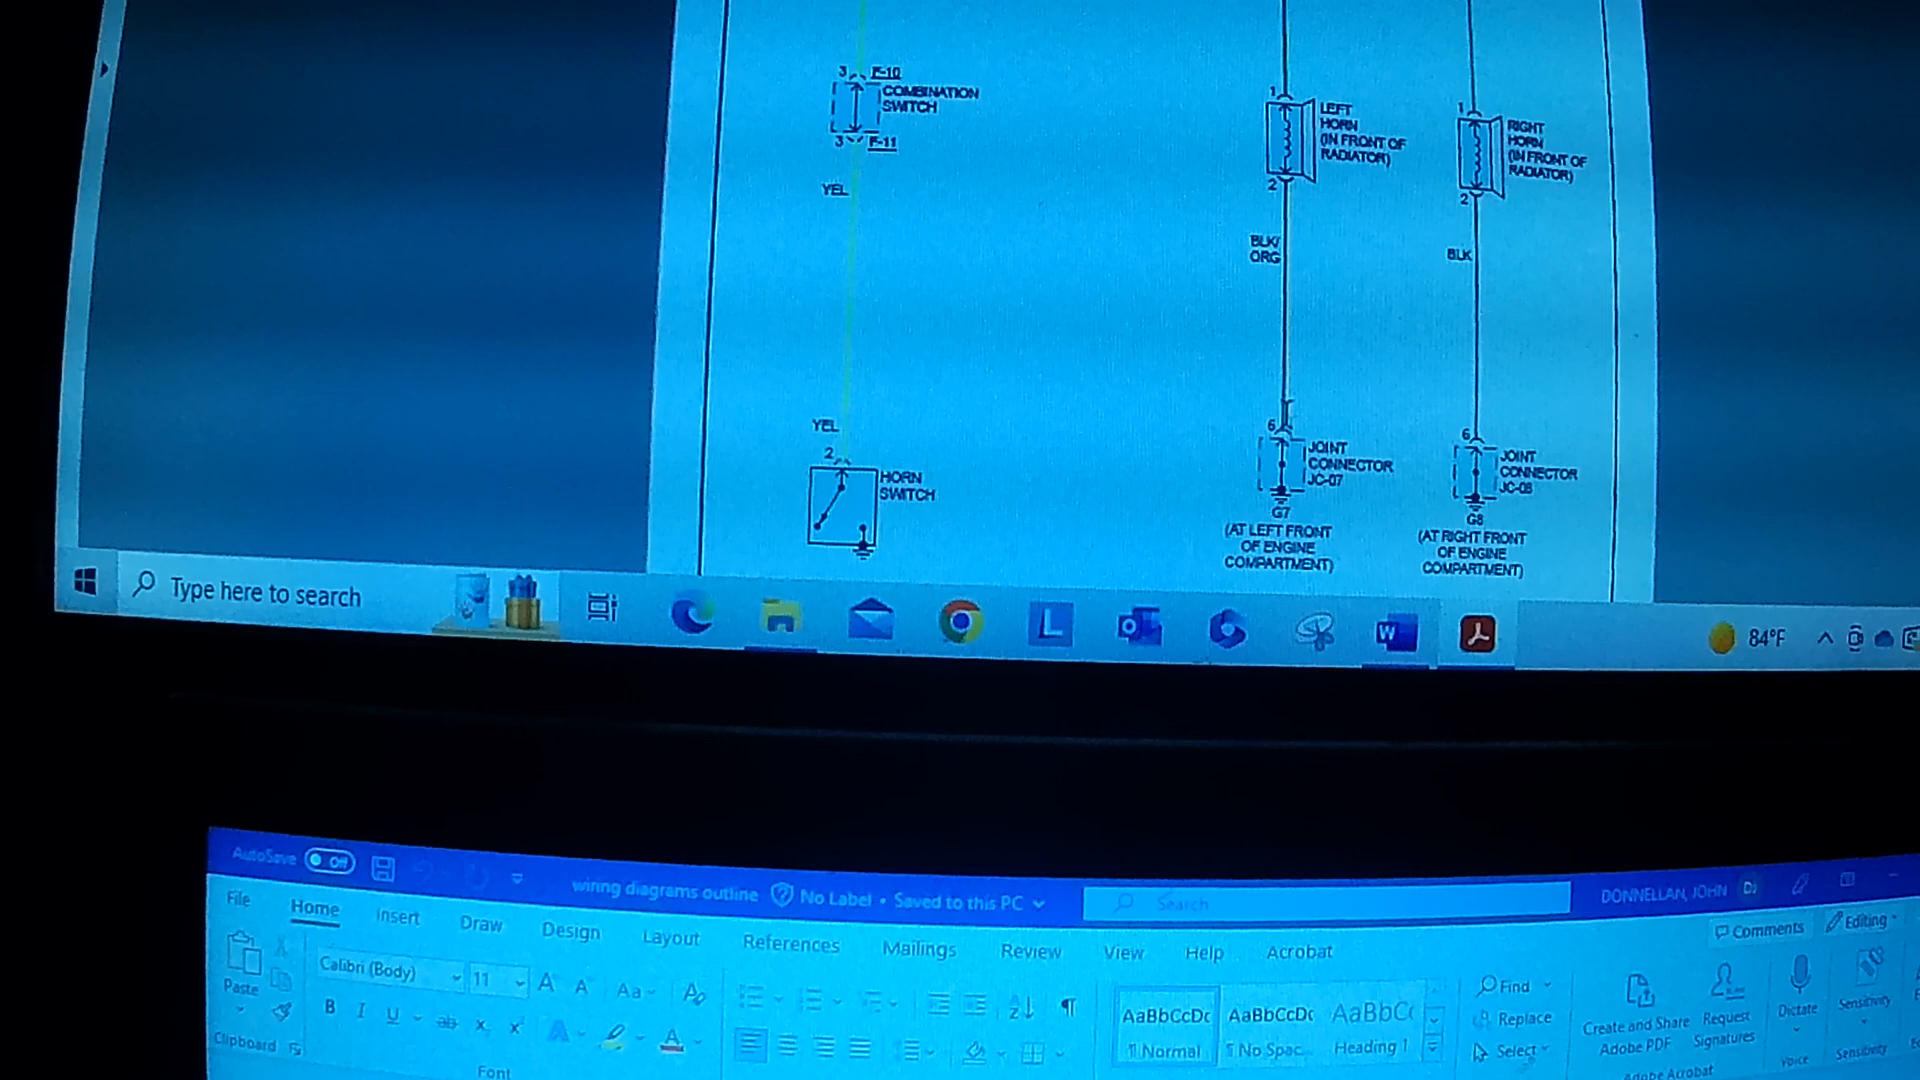 3 E-10
COMBINATION
SWITCH
3 E-11
YEL
YEL
2
HORN
SWITCH
1
LEFT
HORN
(IN FRONT OF
RADIATOR)
2
BLK/
ORG
6
JOINT
CONNECTOR
JC-07
G7
(AT LEFT FRONT
OF ENGINE
COMPARTMENT)
1
RIGHT
HORN
(IN FRONT OF
RADIATOR)
2
BLK
6
JOINT
CONNECTOR
JC-08
G8
(AT RIGHT FRONT
OF ENGINE
COMPARTMENT)
Type here to search
84°F
AutoSave Off
wiring diagrams outline No Label • Saved to this PC
Search
DONNELLAN, JOHN DJ
File Home Insert Draw Design Layout References Mailings Review View Help Acrobat
Comments Editing
Paste
Clipboard
Calibri (Body) 11 A A Aa A
B I U ab x x A A
Font
AaBbCcDc AaBbCcDc AaBbC
¶ Normal ¶ No Spac... Heading 1
Find
Replace
Select
Create and Share
Adobe PDF
Request
Signatures
Adobe Acrobat
Dictate
Voice
Sensitivity
Sensitivity